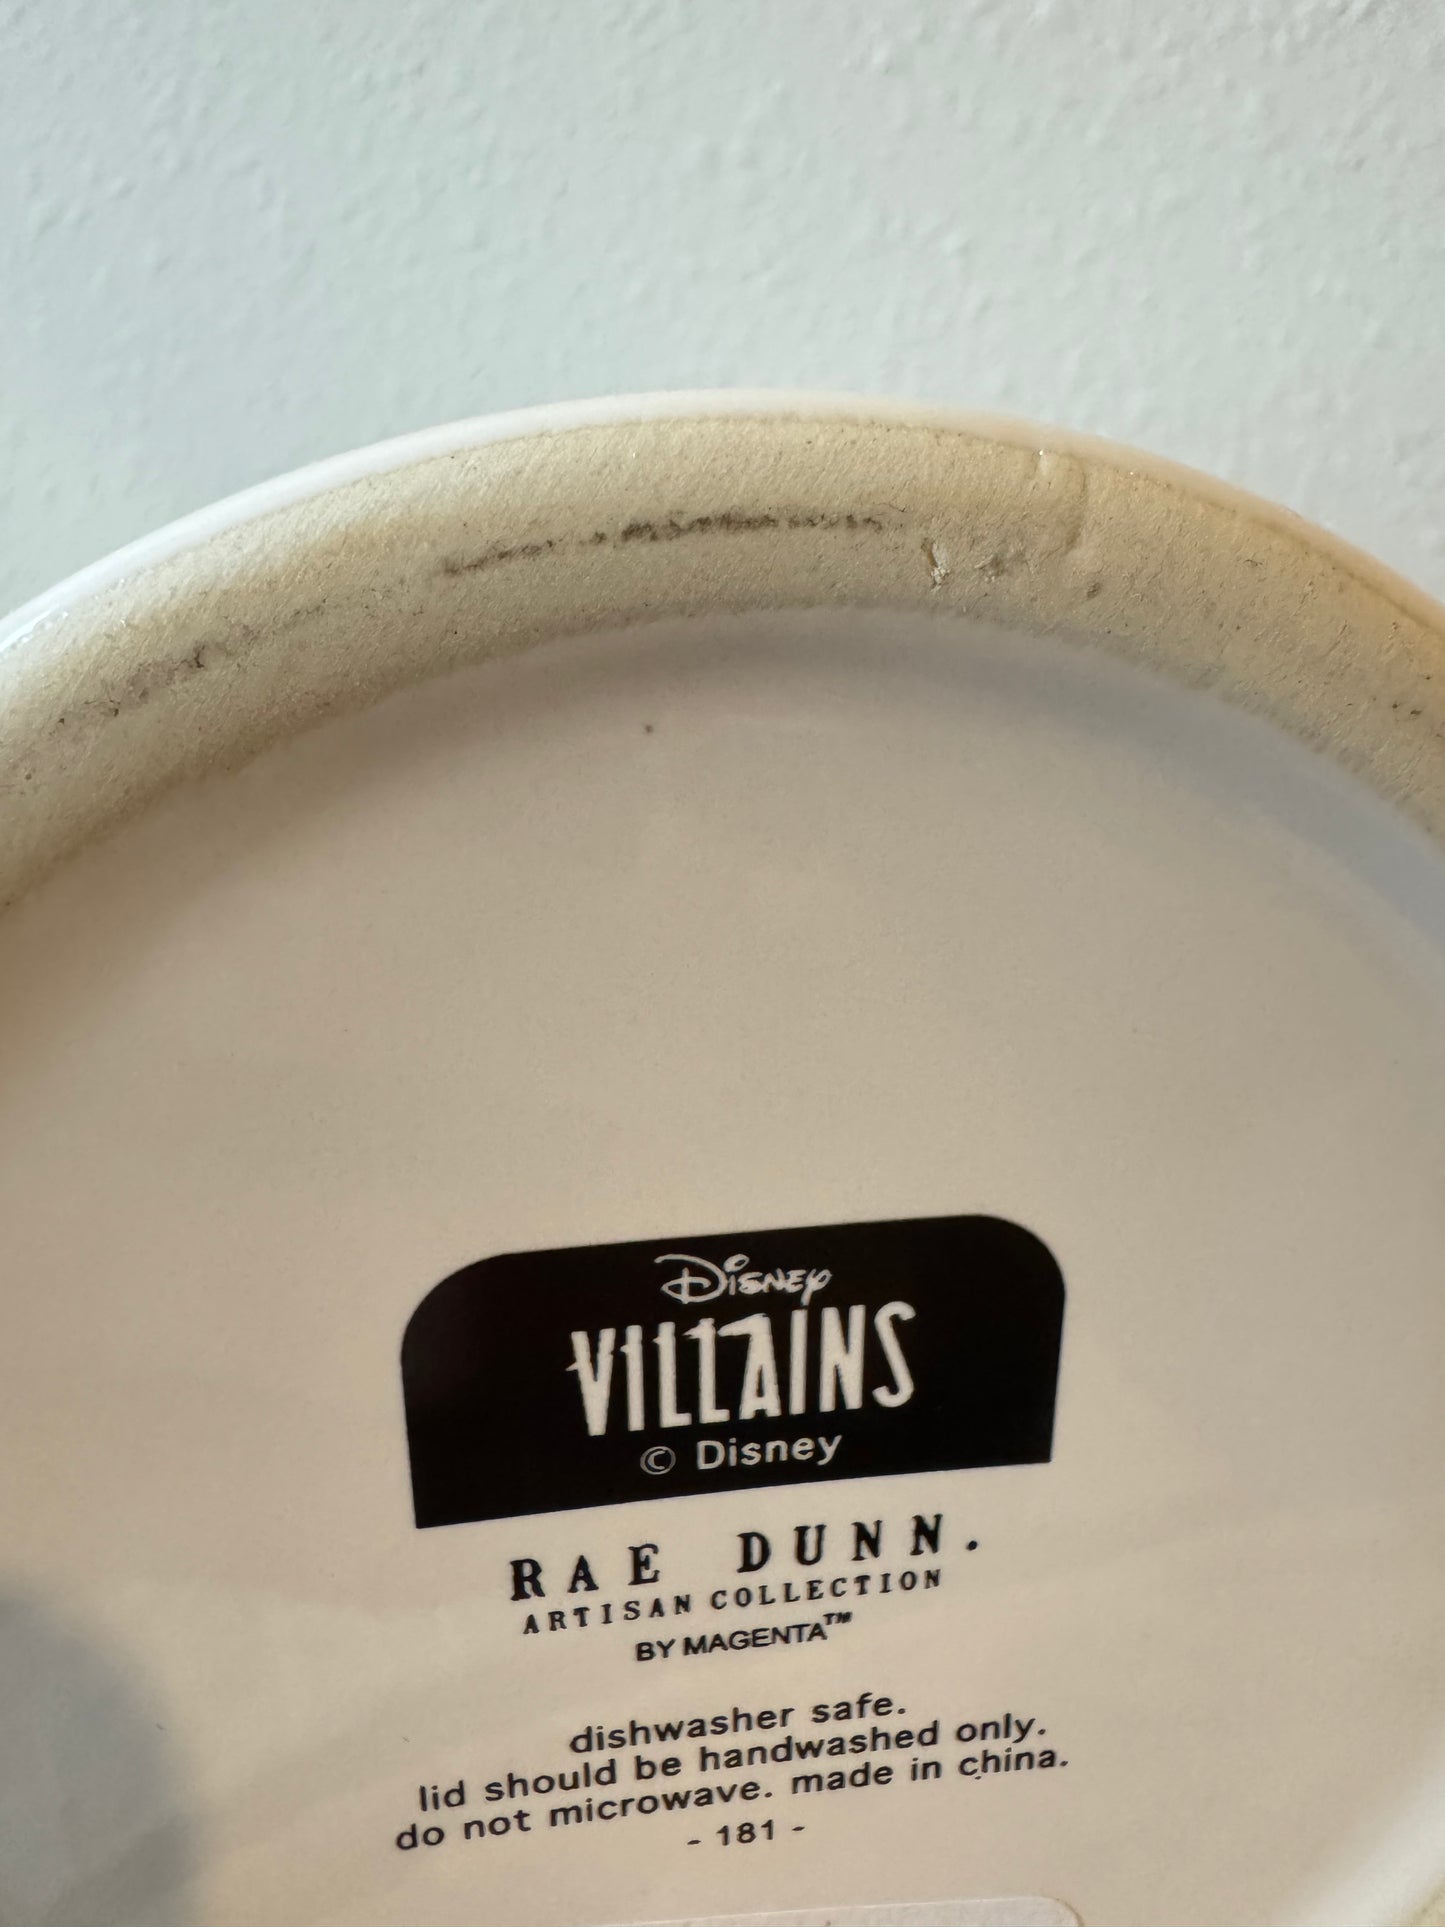 Disney
VILLAINS
© Disney
RAE DUNN.
ARTISAN COLLECTION
BY MAGENTA™
dishwasher safe.
lid should be handwashed only.
do not microwave. made in china.
- 181 -